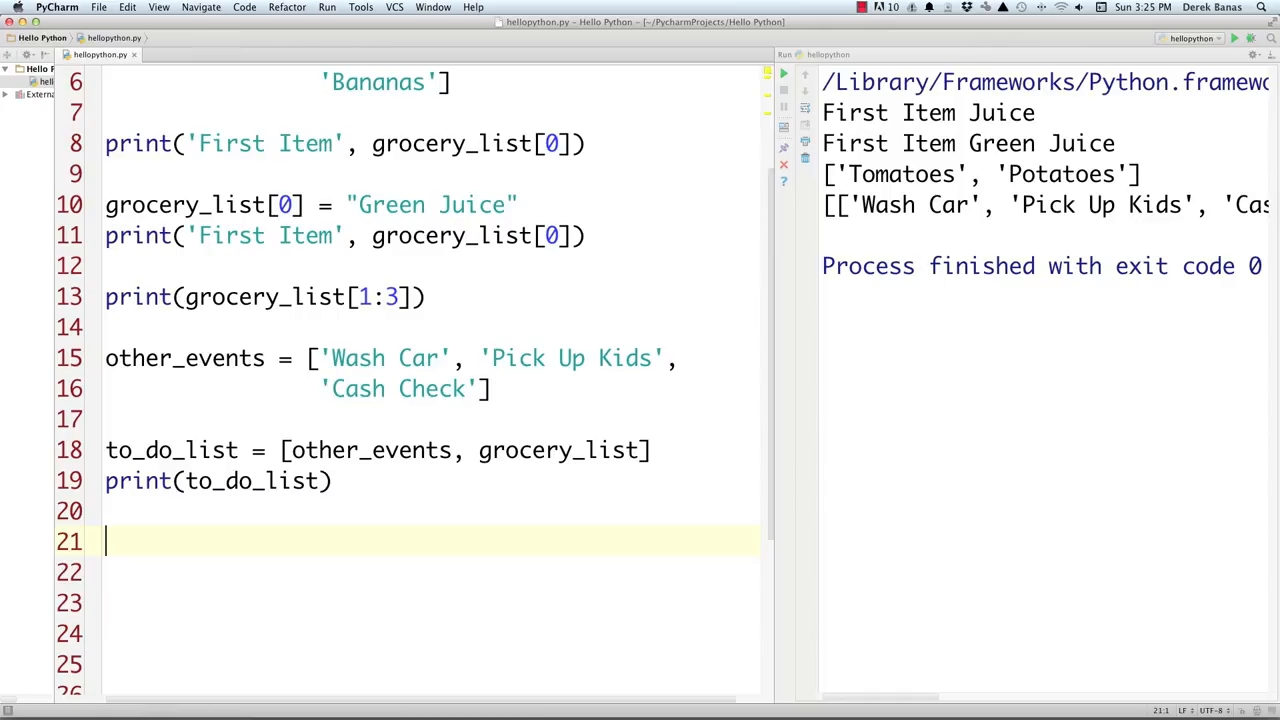 PyCharm File Edit View Navigate Code Refactor Run Tools VCS Window Help 10 Sun 3:25 PM Derek Banas
hellopython.py – Hello Python – [~/PycharmProjects/Hello Python]
Hello Python hellopython.py hellopython
hellopython.py Run hellopython
Hello P
hell
Extern
6 'Bananas']
7
8 print('First Item', grocery_list[0])
9
10 grocery_list[0] = "Green Juice"
11 print('First Item', grocery_list[0])
12
13 print(grocery_list[1:3])
14
15 other_events = ['Wash Car', 'Pick Up Kids',
16 'Cash Check']
17
18 to_do_list = [other_events, grocery_list]
19 print(to_do_list)
20
21
22
23
24
25
26
/Library/Frameworks/Python.framewo
First Item Juice
First Item Green Juice
['Tomatoes', 'Potatoes']
[['Wash Car', 'Pick Up Kids', 'Cas
Process finished with exit code 0
21:1 LF UTF-8